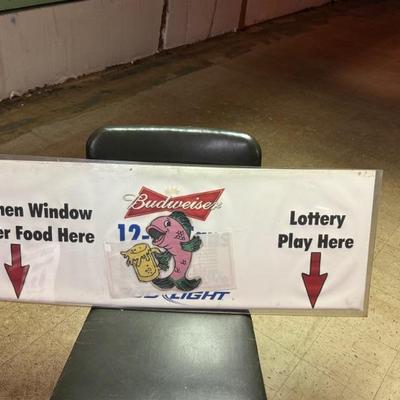 Budweiser
hen Window
er Food Here
12-
LIGHT
Lottery
Play Here